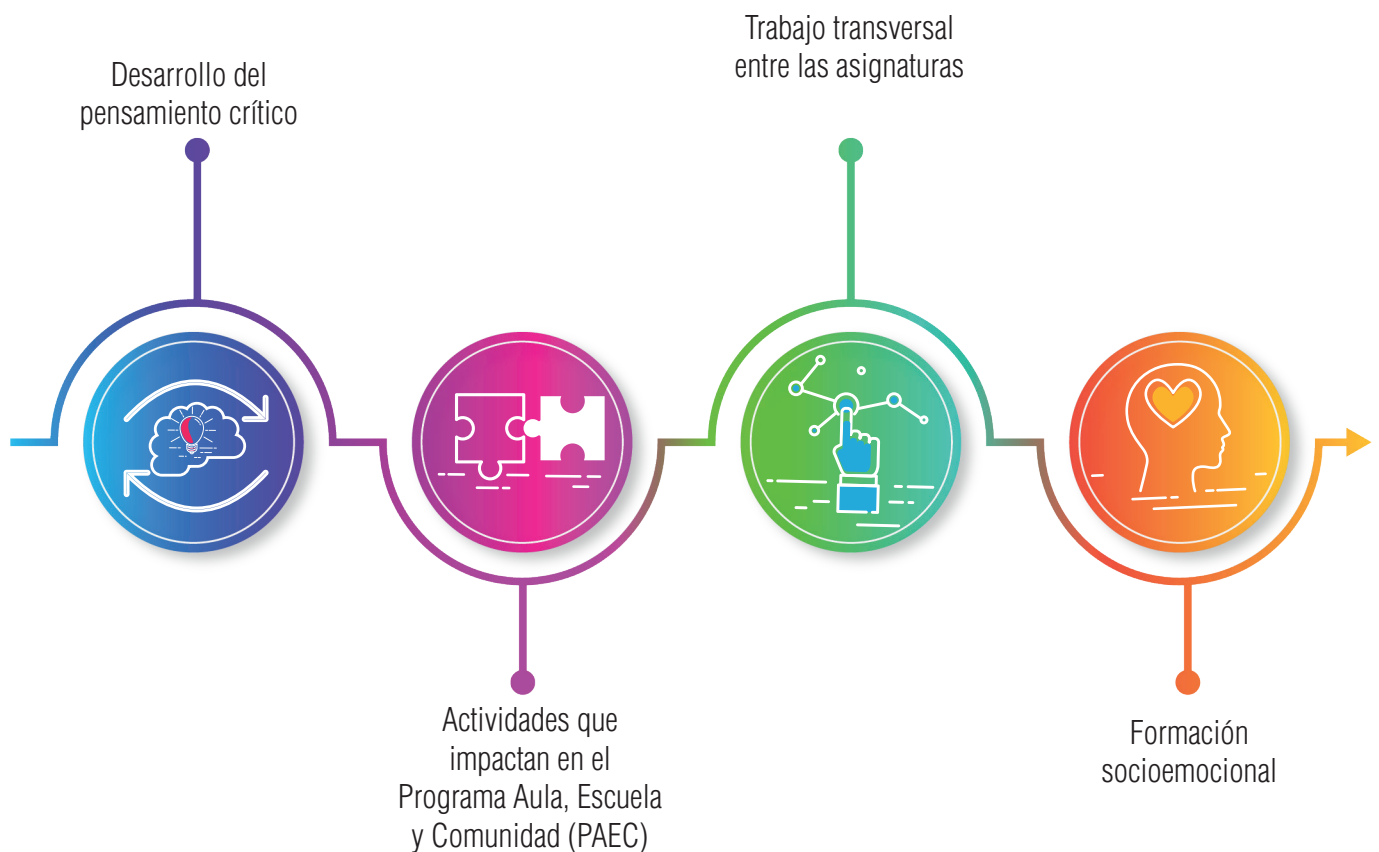 Desarrollo del
pensamiento crítico
Actividades que
impactan en el
Programa Aula, Escuela
y Comunidad (PAEC)
Trabajo transversal
entre las asignaturas
Formación
socioemocional